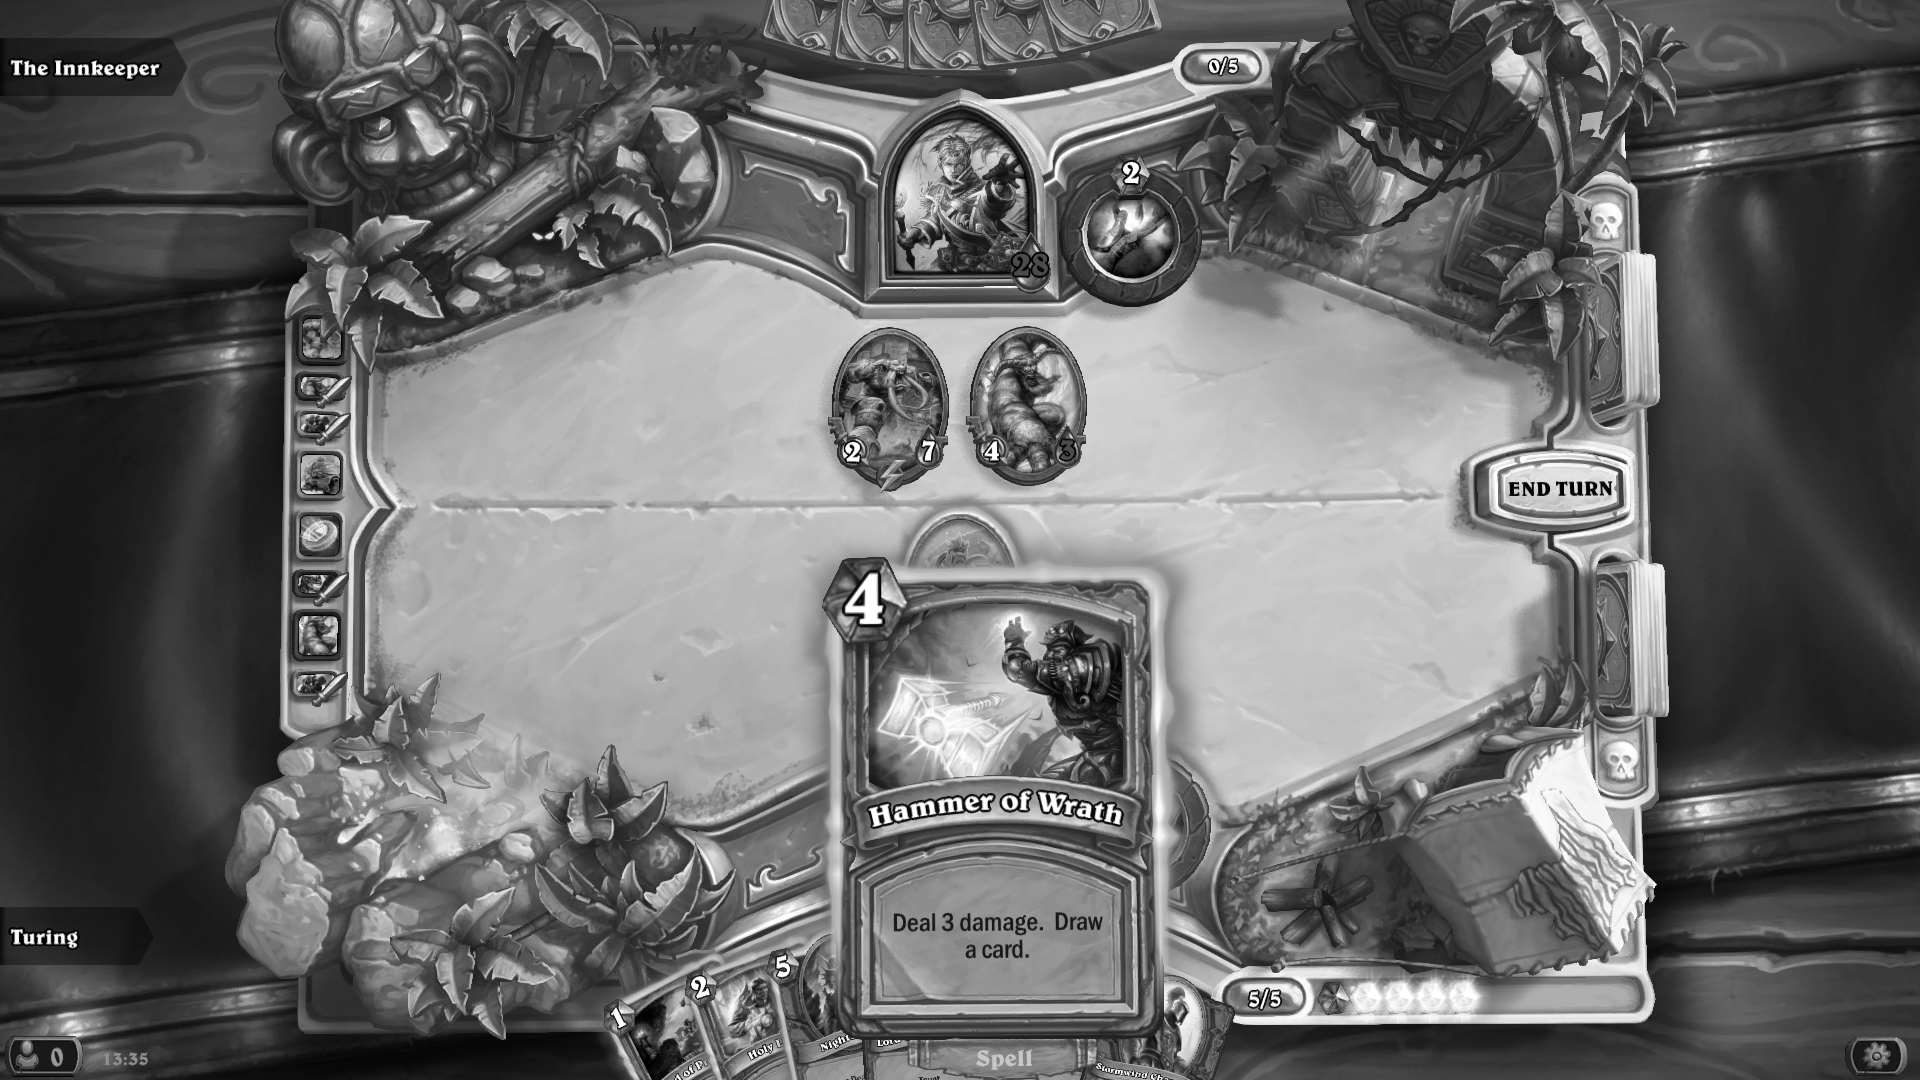 The Innkeeper
0/5
2
28
2
7
4
3
END TURN
4
Hammer of Wrath
Deal 3 damage. Draw
a card.
Spell
Turing
1
2
5
Holy
5/5
0
13:35